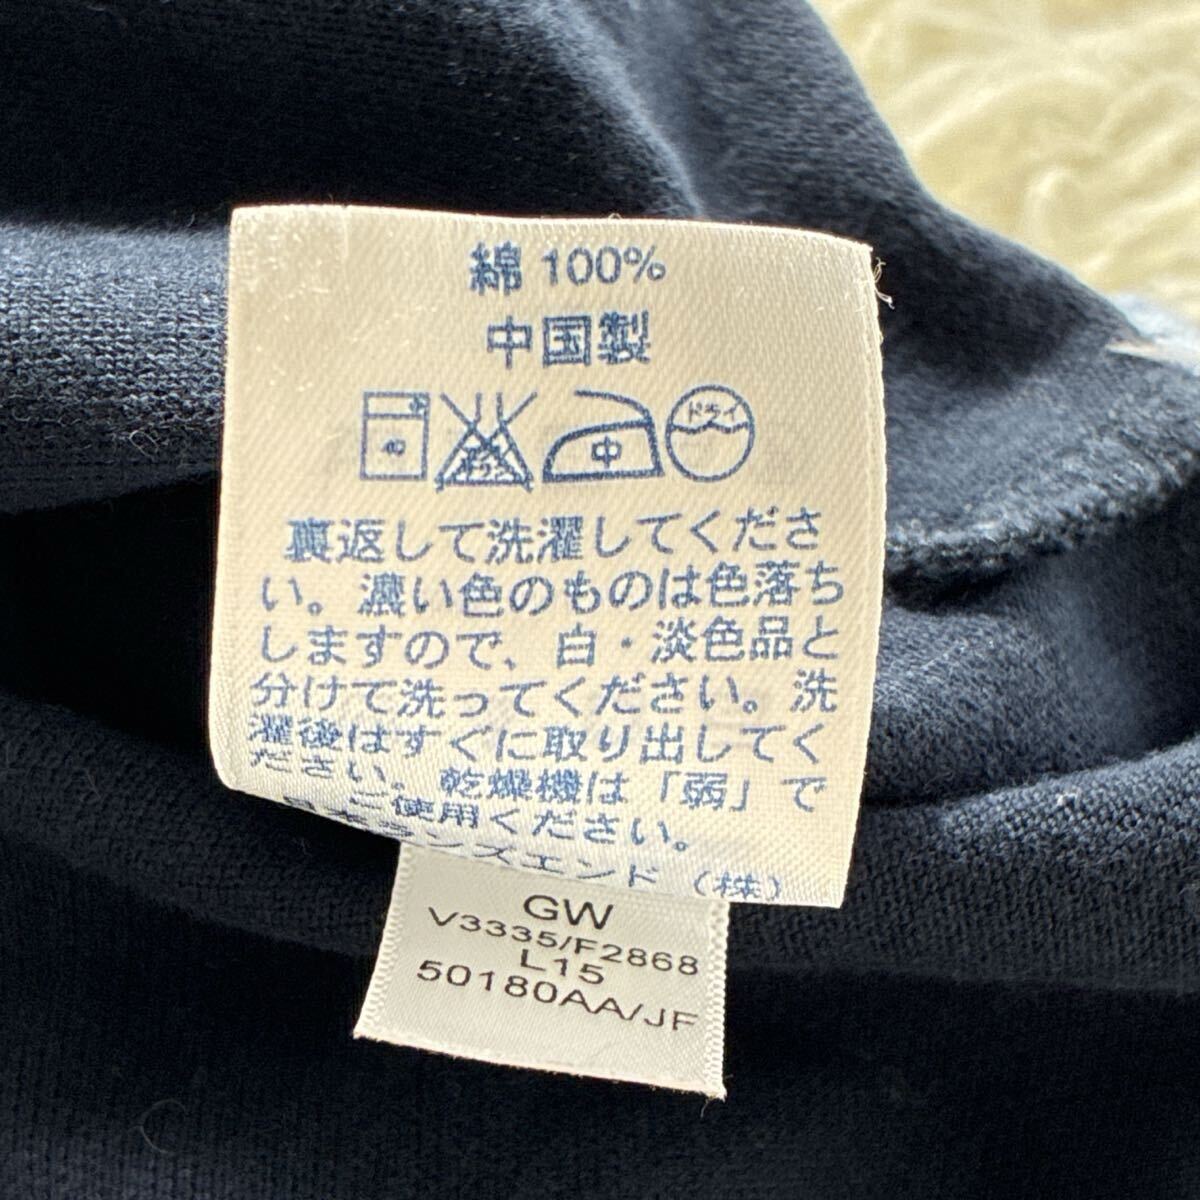 綿 100%
中国製
40
中
ドライ
裏返して洗濯してくださ
い。濃い色のものは色落ち
しますので、白・淡色品と
分けて洗ってください。洗
濯後はすぐに取り出してく
ださい。乾燥機は「弱」で
ご使用ください。
ランズエンド（株）
GW
V3335/F2868
L15
50180AA/JF